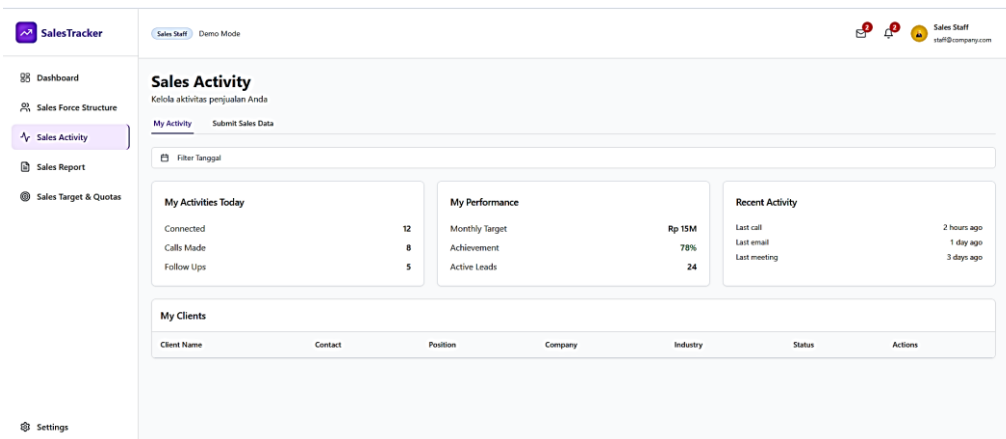 SalesTracker
Sales Staff Demo Mode
2
2
Sales Staff
staff@company.com
Dashboard
Sales Force Structure
Sales Activity
Sales Report
Sales Target & Quotas
Settings
Sales Activity
Kelola aktivitas penjualan Anda
My Activity Submit Sales Data
Filter Tanggal
My Activities Today
Connected 12
Calls Made 8
Follow Ups 5
My Performance
Monthly Target Rp 15M
Achievement 78%
Active Leads 24
Recent Activity
Last call 2 hours ago
Last email 1 day ago
Last meeting 3 days ago
My Clients
Client Name Contact Position Company Industry Status Actions